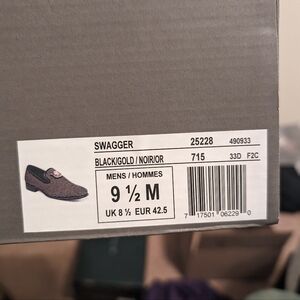 SWAGGER 25228 490933
BLACK/GOLD / NOIR/OR 715 33D F2C
MENS / HOMMES
9 ½ M
UK 8 ½ EUR 42.5
7 17501 06229 0